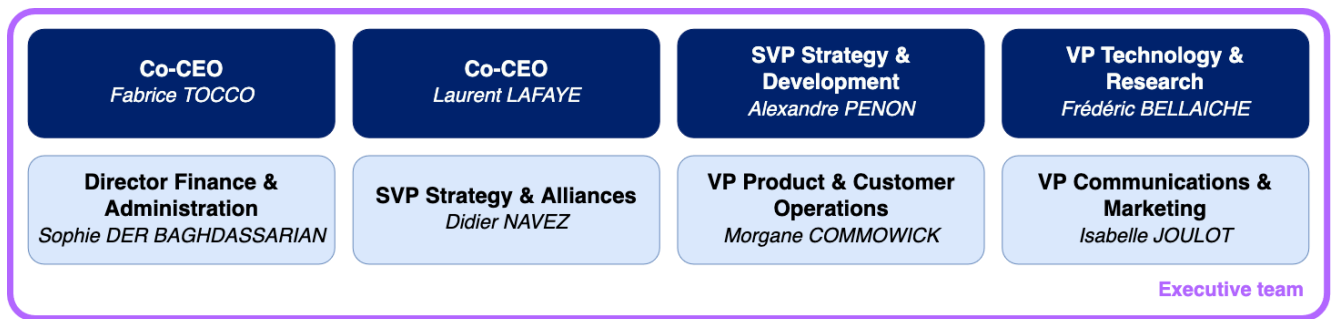 Co-CEO
Fabrice TOCCO
Co-CEO
Laurent LAFAYE
SVP Strategy &
Development
Alexandre PENON
VP Technology &
Research
Frédéric BELLAICHE
Director Finance &
Administration
Sophie DER BAGHDASSARIAN
SVP Strategy & Alliances
Didier NAVEZ
VP Product & Customer
Operations
Morgane COMMOWICK
VP Communications &
Marketing
Isabelle JOULOT
Executive team